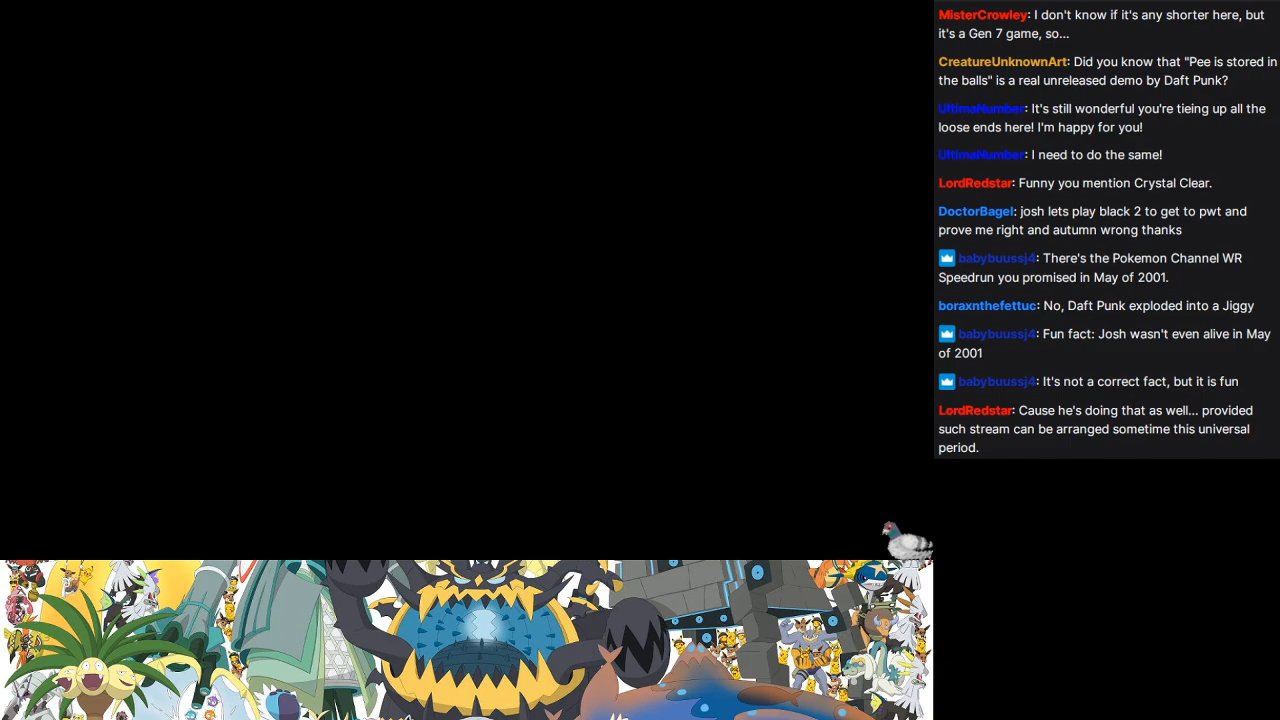 MisterCrowley: I don't know if it's any shorter here, but
it's a Gen 7 game, so...
CreatureUnknownArt: Did you know that "Pee is stored in
the balls" is a real unreleased demo by Daft Punk?
UltimaNumber: It's still wonderful you're tieing up all the
loose ends here! I'm happy for you!
UltimaNumber: I need to do the same!
LordRedstar: Funny you mention Crystal Clear.
DoctorBagel: josh lets play black 2 to get to pwt and
prove me right and autumn wrong thanks
babybuussj4: There's the Pokemon Channel WR
Speedrun you promised in May of 2001.
boraxnthefettuc: No, Daft Punk exploded into a Jiggy
babybuussj4: Fun fact: Josh wasn't even alive in May
of 2001
babybuussj4: It's not a correct fact, but it is fun
LordRedstar: Cause he's doing that as well... provided
such stream can be arranged sometime this universal
period.